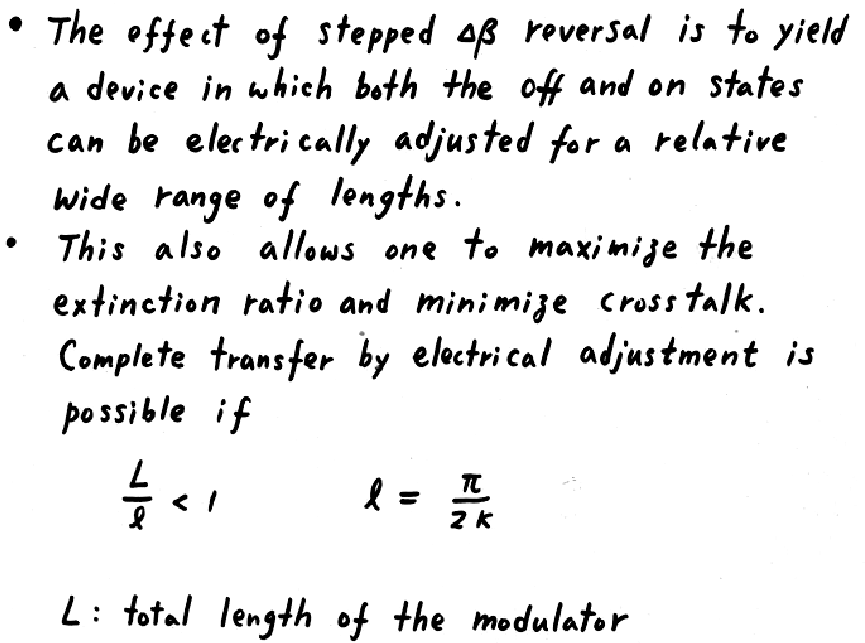 • The effect of stepped Δβ reversal is to yield
a device in which both the off and on states
can be electrically adjusted for a relative
wide range of lengths.
• This also allows one to maximize the
extinction ratio and minimize crosstalk.
Complete transfer by electrical adjustment is
possible if
L/ℓ < 1 ℓ = π/2K
L: total length of the modulator